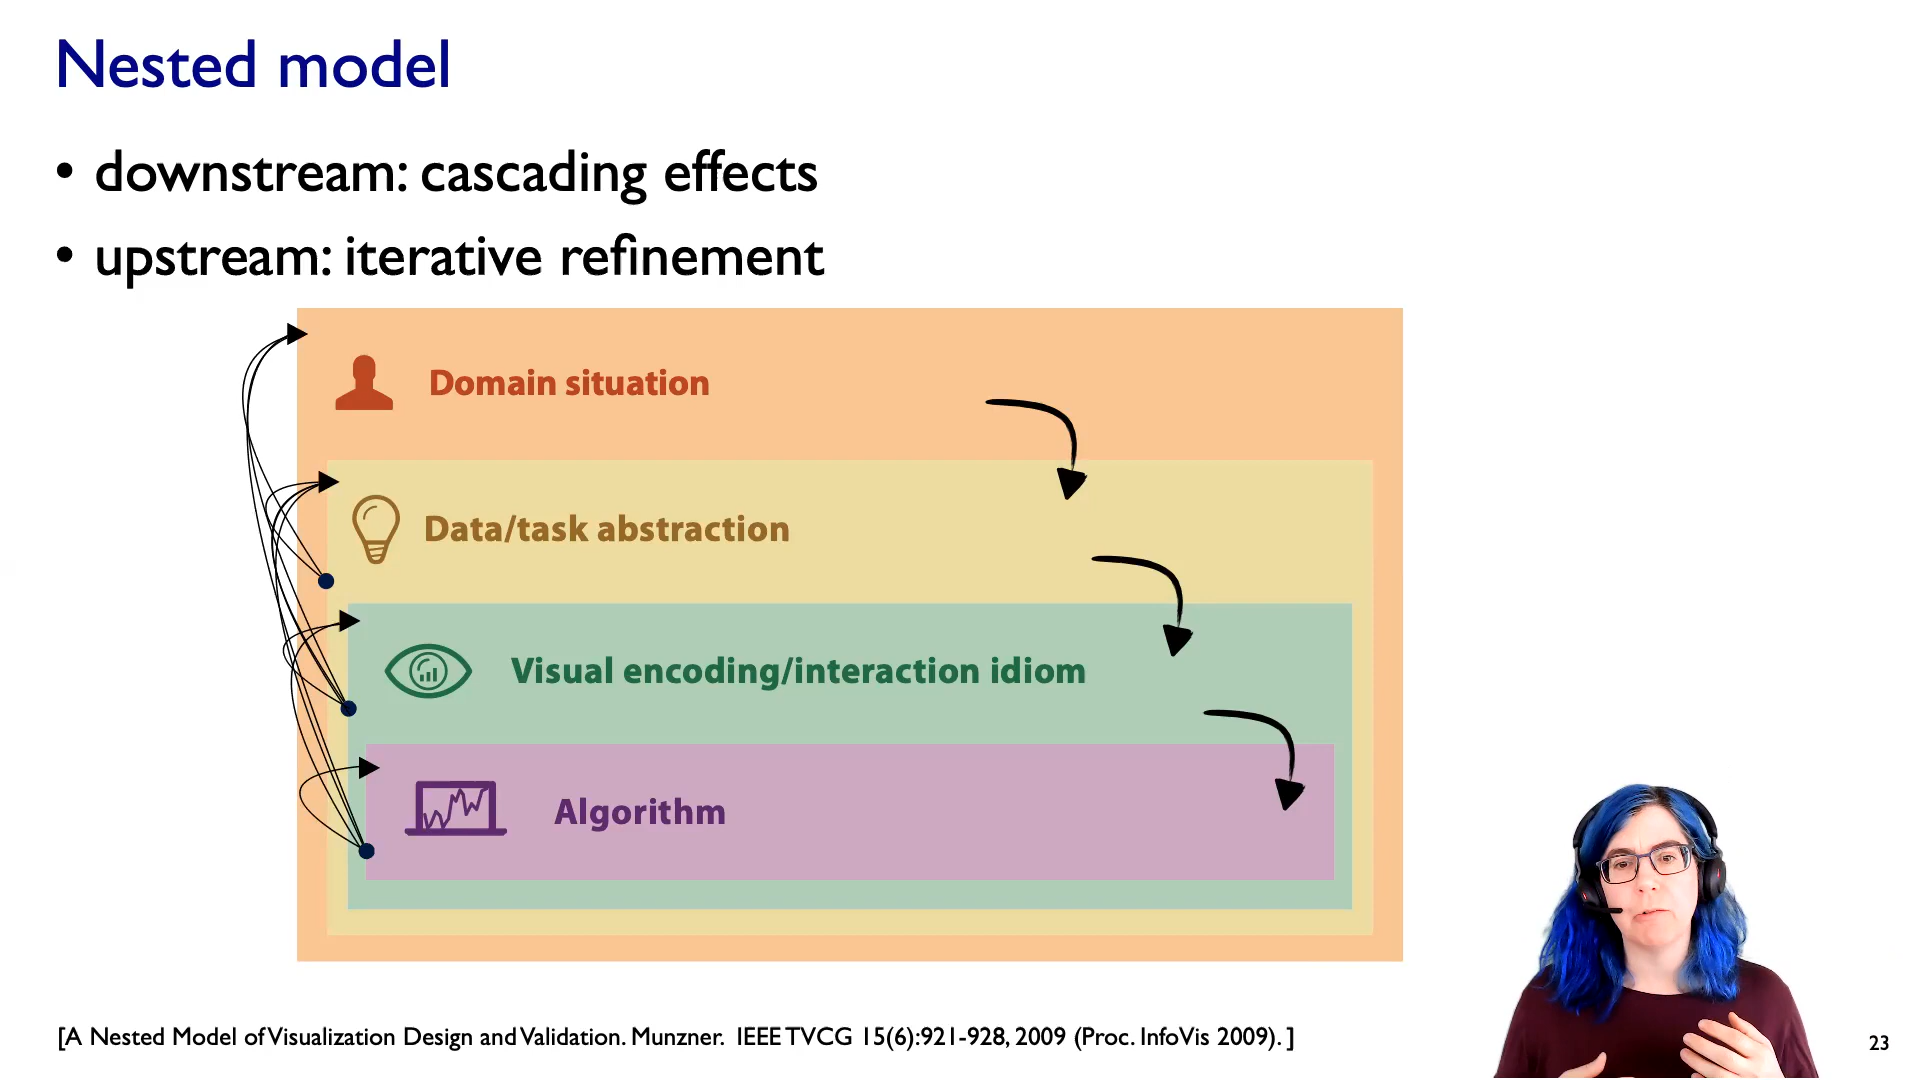 Nested model
• downstream: cascading effects
• upstream: iterative refinement
Domain situation
Data/task abstraction
Visual encoding/interaction idiom
Algorithm
[A Nested Model of Visualization Design and Validation. Munzner. IEEE TVCG 15(6):921-928, 2009 (Proc. InfoVis 2009). ]
23